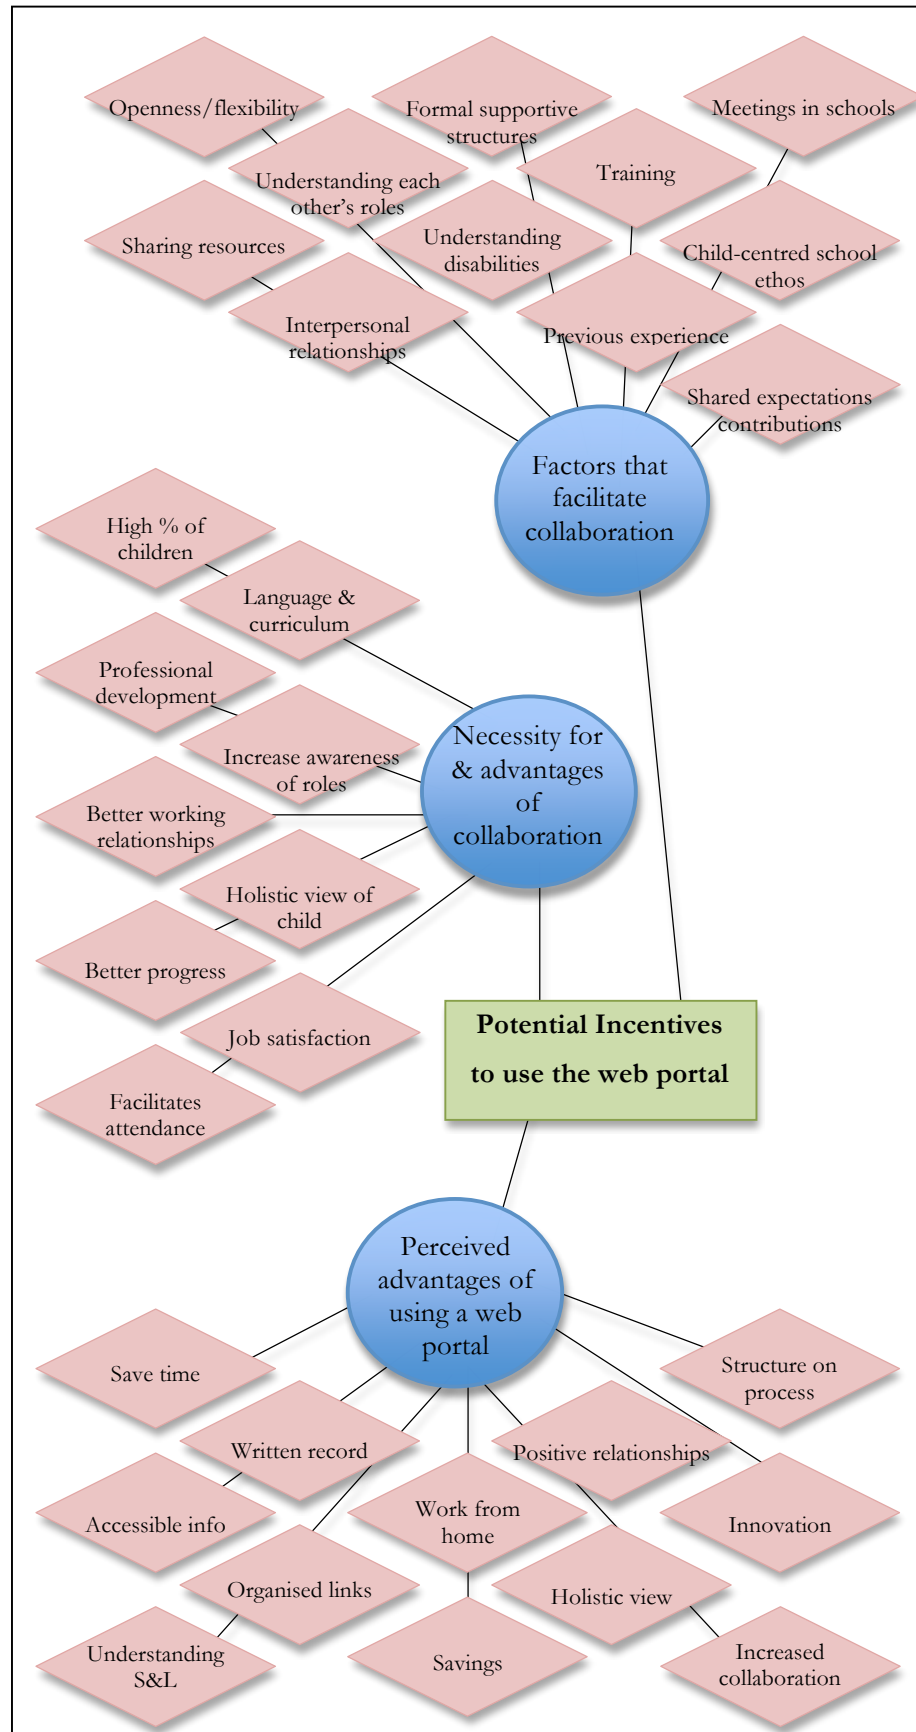 Openness/flexibility
Formal supportive
structures
Meetings in schools
Understanding each
other's roles
Training
Sharing resources
Understanding
disabilities
Child-centred school
ethos
Interpersonal
relationships
Previous experience
Shared expectations
contributions
Factors that
facilitate
collaboration
High % of
children
Language &
curriculum
Professional
development
Increase awareness
of roles
Necessity for
& advantages
of
collaboration
Better working
relationships
Holistic view of
child
Better progress
Job satisfaction
Facilitates
attendance
Potential Incentives
to use the web portal
Perceived
advantages of
using a web
portal
Save time
Structure on
process
Written record
Positive relationships
Accessible info
Work from
home
Innovation
Organised links
Holistic view
Understanding
S&L
Savings
Increased
collaboration